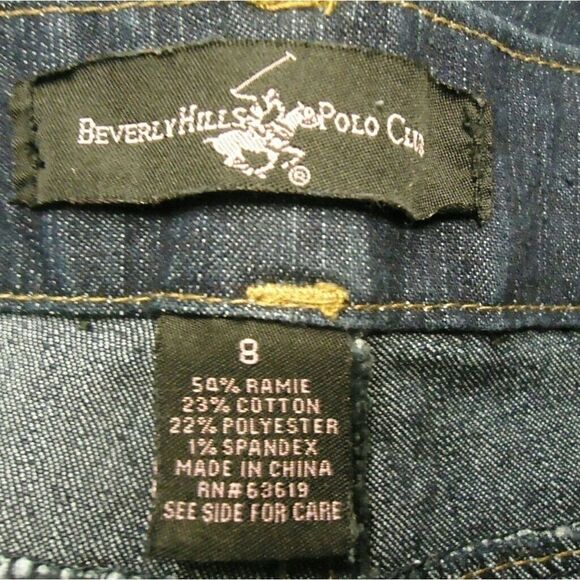 BEVERLY HILLS POLO CLUB
®
8
54% RAMIE
23% COTTON
22% POLYESTER
1% SPANDEX
MADE IN CHINA
RN# 63619
SEE SIDE FOR CARE